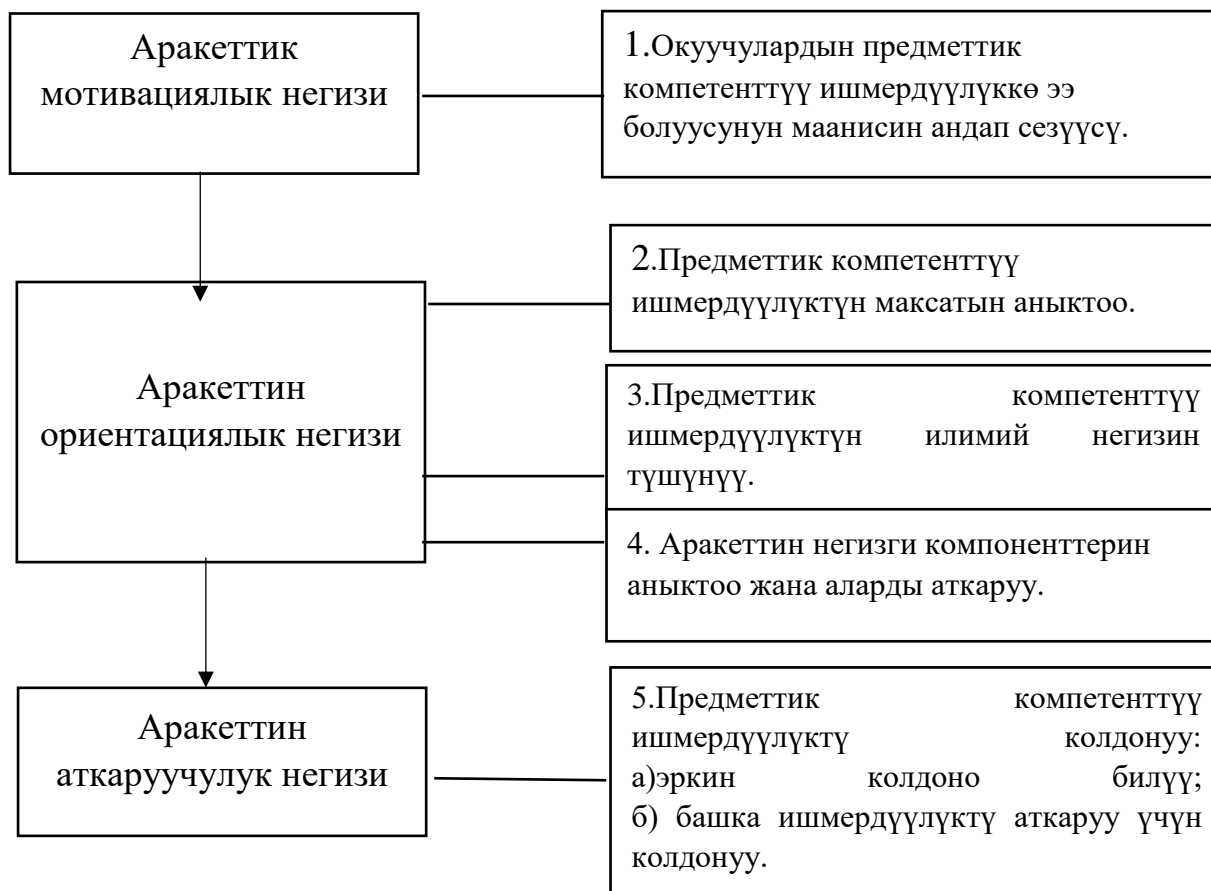 Аракеттик
мотивациялык негизи
1.Окуучулардын предметтик
компетенттүү ишмердүүлүккө ээ
болуусунун маанисин андап сезүүсү.
2.Предметтик компетенттүү
ишмердүүлүктүн максатын аныктоо.
Аракеттин
ориентациялык негизи
3.Предметтик компетенттүү
ишмердүүлүктүн илимий негизин
түшүнүү.
4. Аракеттин негизги компоненттерин
аныктоо жана аларды аткаруу.
Аракеттин
аткаруучулук негизи
5.Предметтик компетенттүү
ишмердүүлүктү колдонуу:
а)эркин колдоно билүү;
б) башка ишмердүүлүктү аткаруу үчүн
колдонуу.